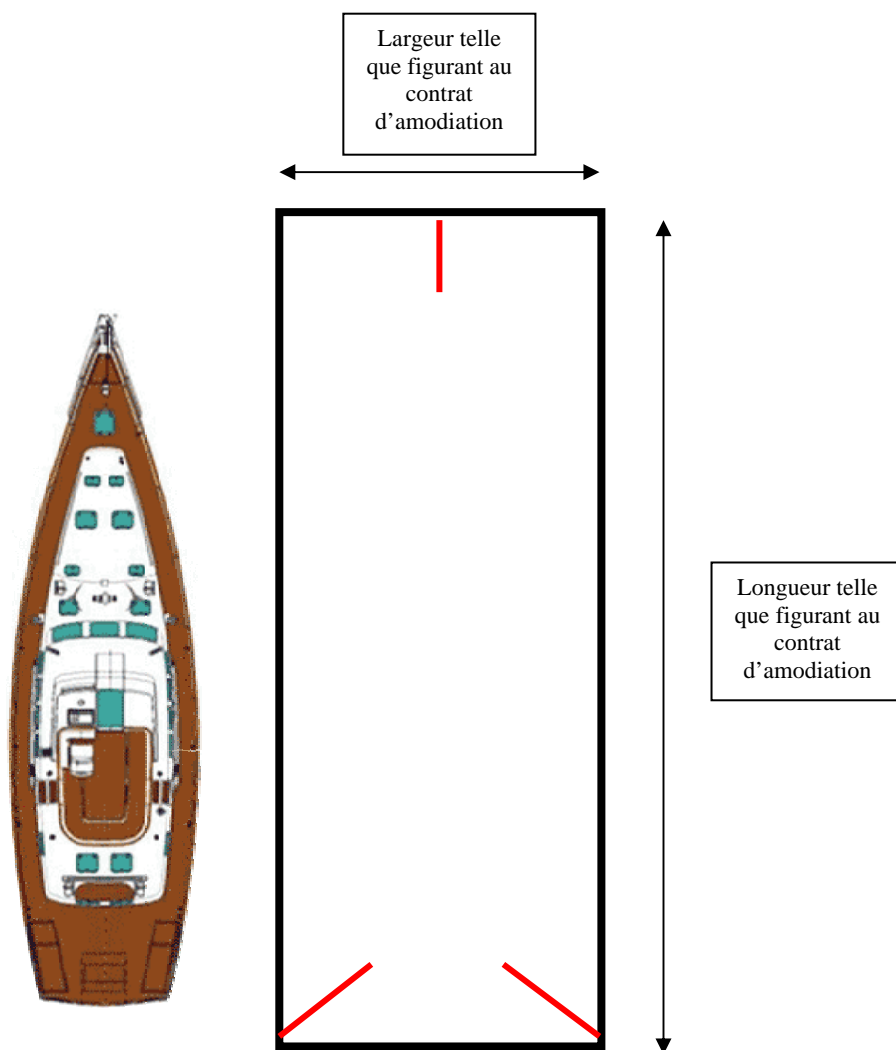 Largeur telle
que figurant au
contrat
d’amodiation
Longueur telle
que figurant au
contrat
d’amodiation